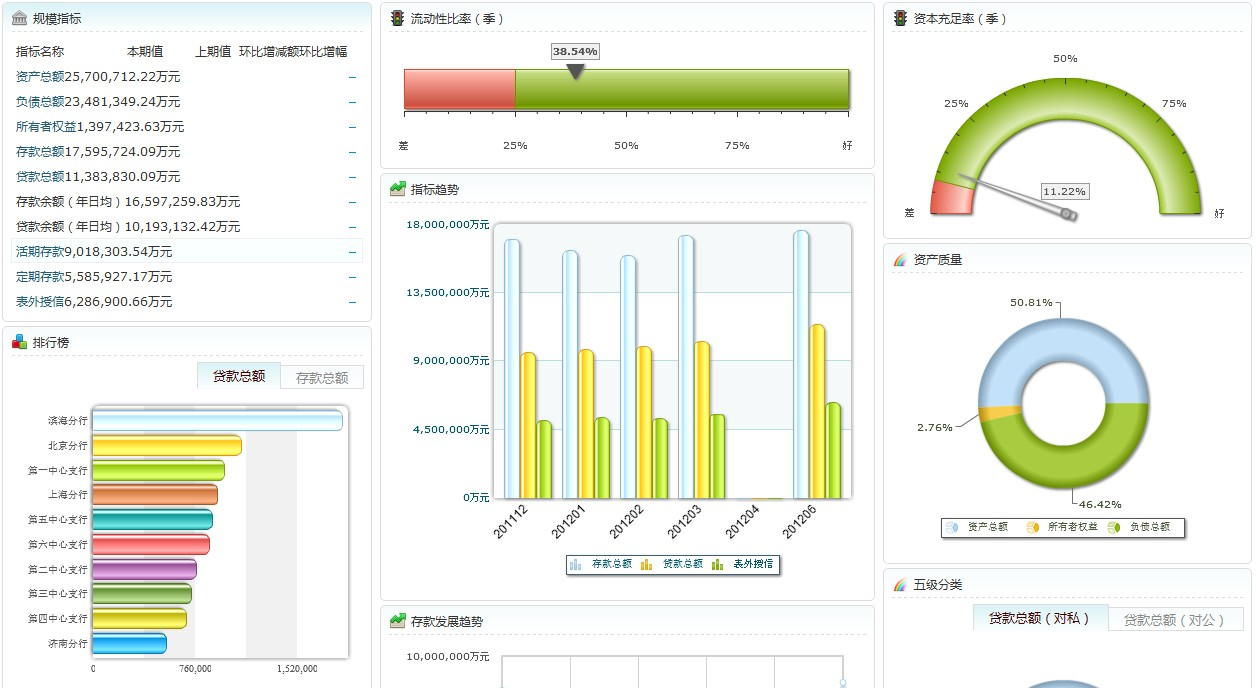 规模指标
指标名称 本期值 上期值 环比增减额环比增幅
资产总额25,700,712.22万元 –
负债总额23,481,349.24万元 –
所有者权益1,397,423.63万元 –
存款总额17,595,724.09万元 –
贷款总额11,383,830.09万元 –
存款余额（年日均）16,597,259.83万元 –
贷款余额（年日均）10,193,132.42万元 –
活期存款9,018,303.54万元 –
定期存款5,585,927.17万元 –
表外授信6,286,900.66万元 –
排行榜
贷款总额 存款总额
滨海分行
北京分行
第一中心支行
上海分行
第五中心支行
第六中心支行
第二中心支行
第三中心支行
第四中心支行
济南分行
0 760,000 1,520,000
流动性比率（季）
38.54%
差 25% 50% 75% 好
指标趋势
18,000,000万元
13,500,000万元
9,000,000万元
4,500,000万元
0万元
201112 201201 201202 201203 201204 201206
存款总额 贷款总额 表外授信
存款发展趋势
10,000,000万元
资本充足率（季）
50%
25% 75%
11.22%
差 好
资产质量
50.81%
2.76%
46.42%
资产总额 所有者权益 负债总额
五级分类
贷款总额（对私） 贷款总额（对公）